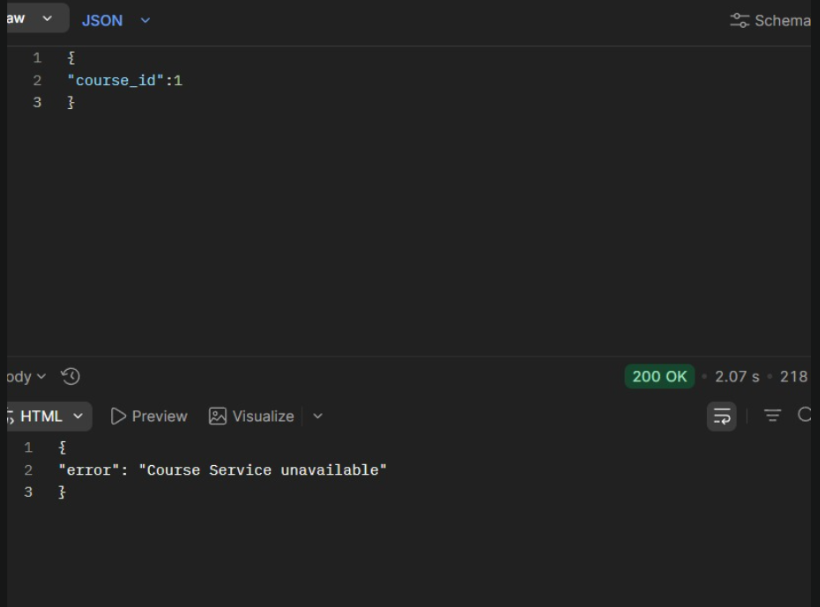 aw JSON Schema
1 {
2 "course_id":1
3 }
ody 200 OK • 2.07 s • 218
HTML Preview Visualize
1 {
2 "error": "Course Service unavailable"
3 }